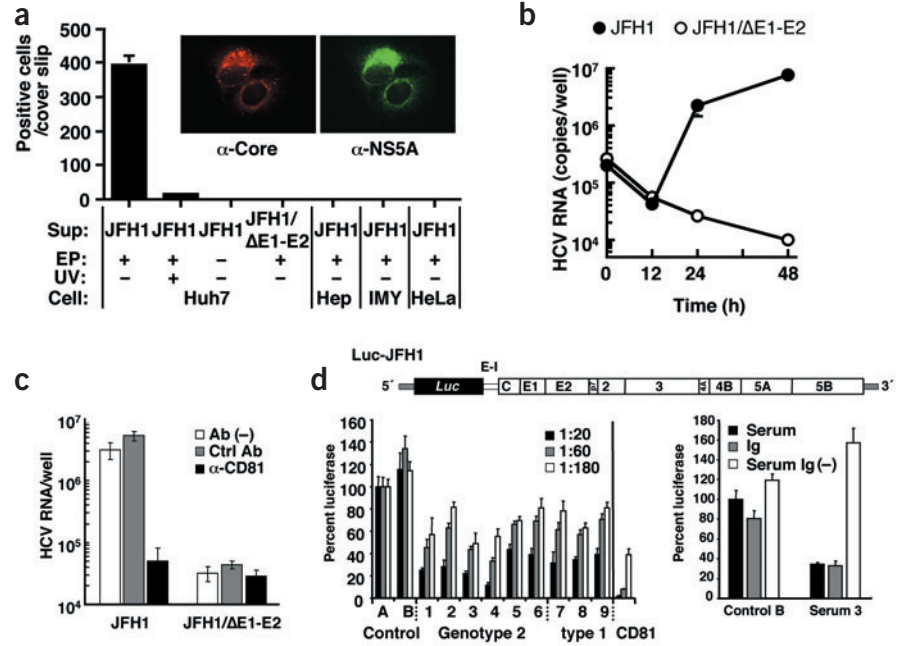 a
Positive cells
/cover slip
500
400
300
200
100
0
α-Core
α-NS5A
Sup: JFH1 JFH1 JFH1 JFH1/ΔE1-E2 JFH1 JFH1 JFH1
EP: + + – + + + +
UV: – + – – – – –
Cell: Huh7 Hep IMY HeLa
b
JFH1 JFH1/ΔE1-E2
HCV RNA (copies/well)
10⁷
10⁶
10⁵
10⁴
0 12 24 48
Time (h)
c
HCV RNA/well
10⁷
10⁶
10⁵
10⁴
Ab (–)
Ctrl Ab
α-CD81
JFH1 JFH1/ΔE1-E2
d
Luc-JFH1
E-I
5´ Luc C E1 E2 p7 2 3 4A 4B 5A 5B 3´
Percent luciferase
160
140
120
100
80
60
40
20
0
1:20
1:60
1:180
A B 1 2 3 4 5 6 7 8 9
Control Genotype 2 type 1 CD81
Percent luciferase
180
160
140
120
100
80
60
40
20
0
Serum
Ig
Serum Ig (–)
Control B Serum 3